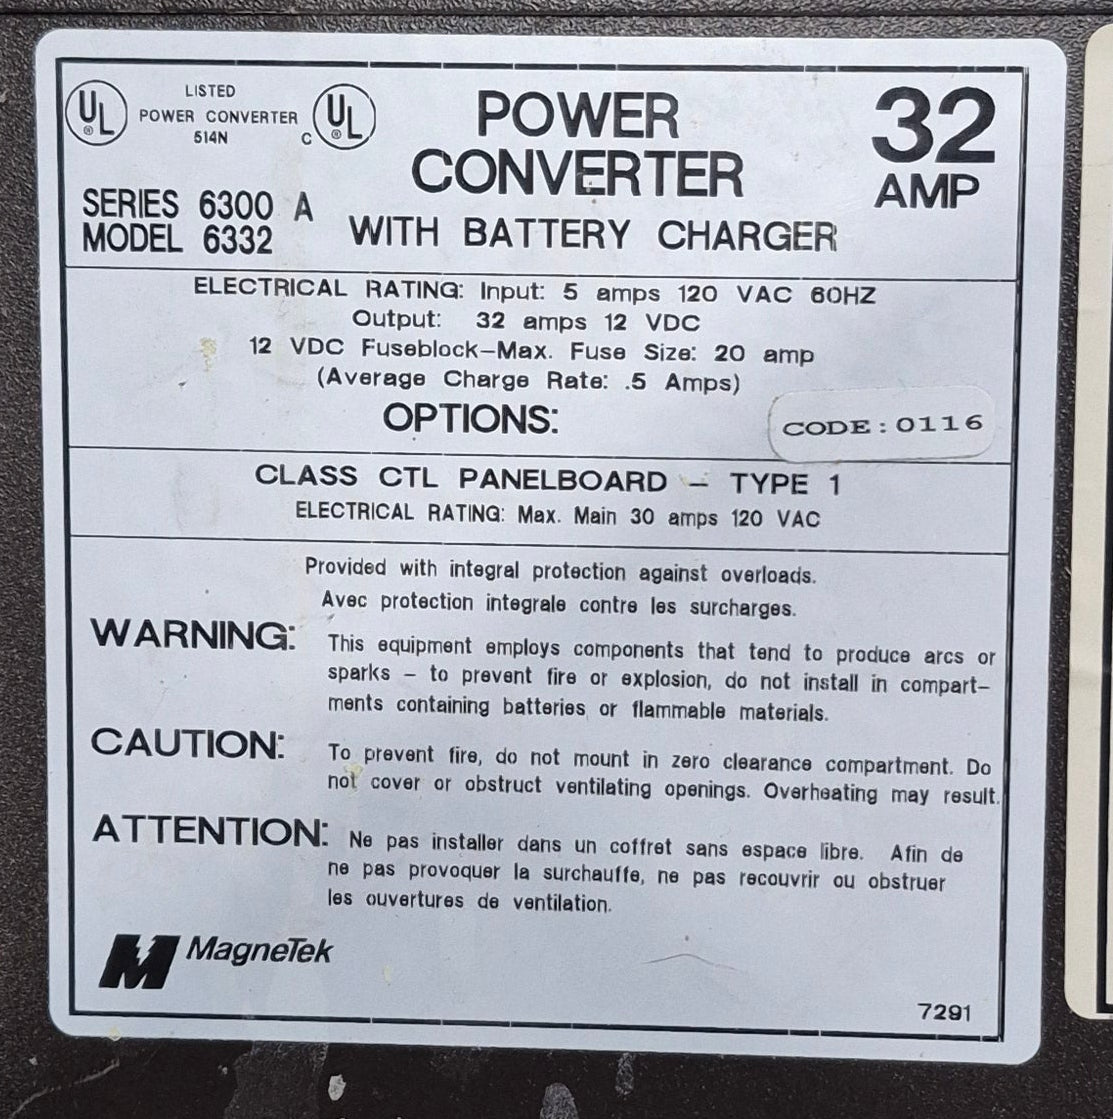 UL LISTED UL
POWER CONVERTER
514N C
POWER
CONVERTER
WITH BATTERY CHARGER
32
AMP
SERIES 6300 A
MODEL 6332
ELECTRICAL RATING: Input: 5 amps 120 VAC 60HZ
Output: 32 amps 12 VDC
12 VDC Fuseblock-Max. Fuse Size: 20 amp
(Average Charge Rate: .5 Amps)
OPTIONS:
CODE: 0116
CLASS CTL PANELBOARD - TYPE 1
ELECTRICAL RATING: Max. Main 30 amps 120 VAC
Provided with integral protection against overloads.
Avec protection integrale contre les surcharges.
WARNING: This equipment employs components that tend to produce arcs or
sparks - to prevent fire or explosion, do not install in compart-
ments containing batteries or flammable materials.
CAUTION: To prevent fire, do not mount in zero clearance compartment. Do
not cover or obstruct ventilating openings. Overheating may result.
ATTENTION: Ne pas installer dans un coffret sans espace libre. Afin de
ne pas provoquer la surchauffe, ne pas recouvrir ou obstruer
les ouvertures de ventilation.
M MagneTek
7291